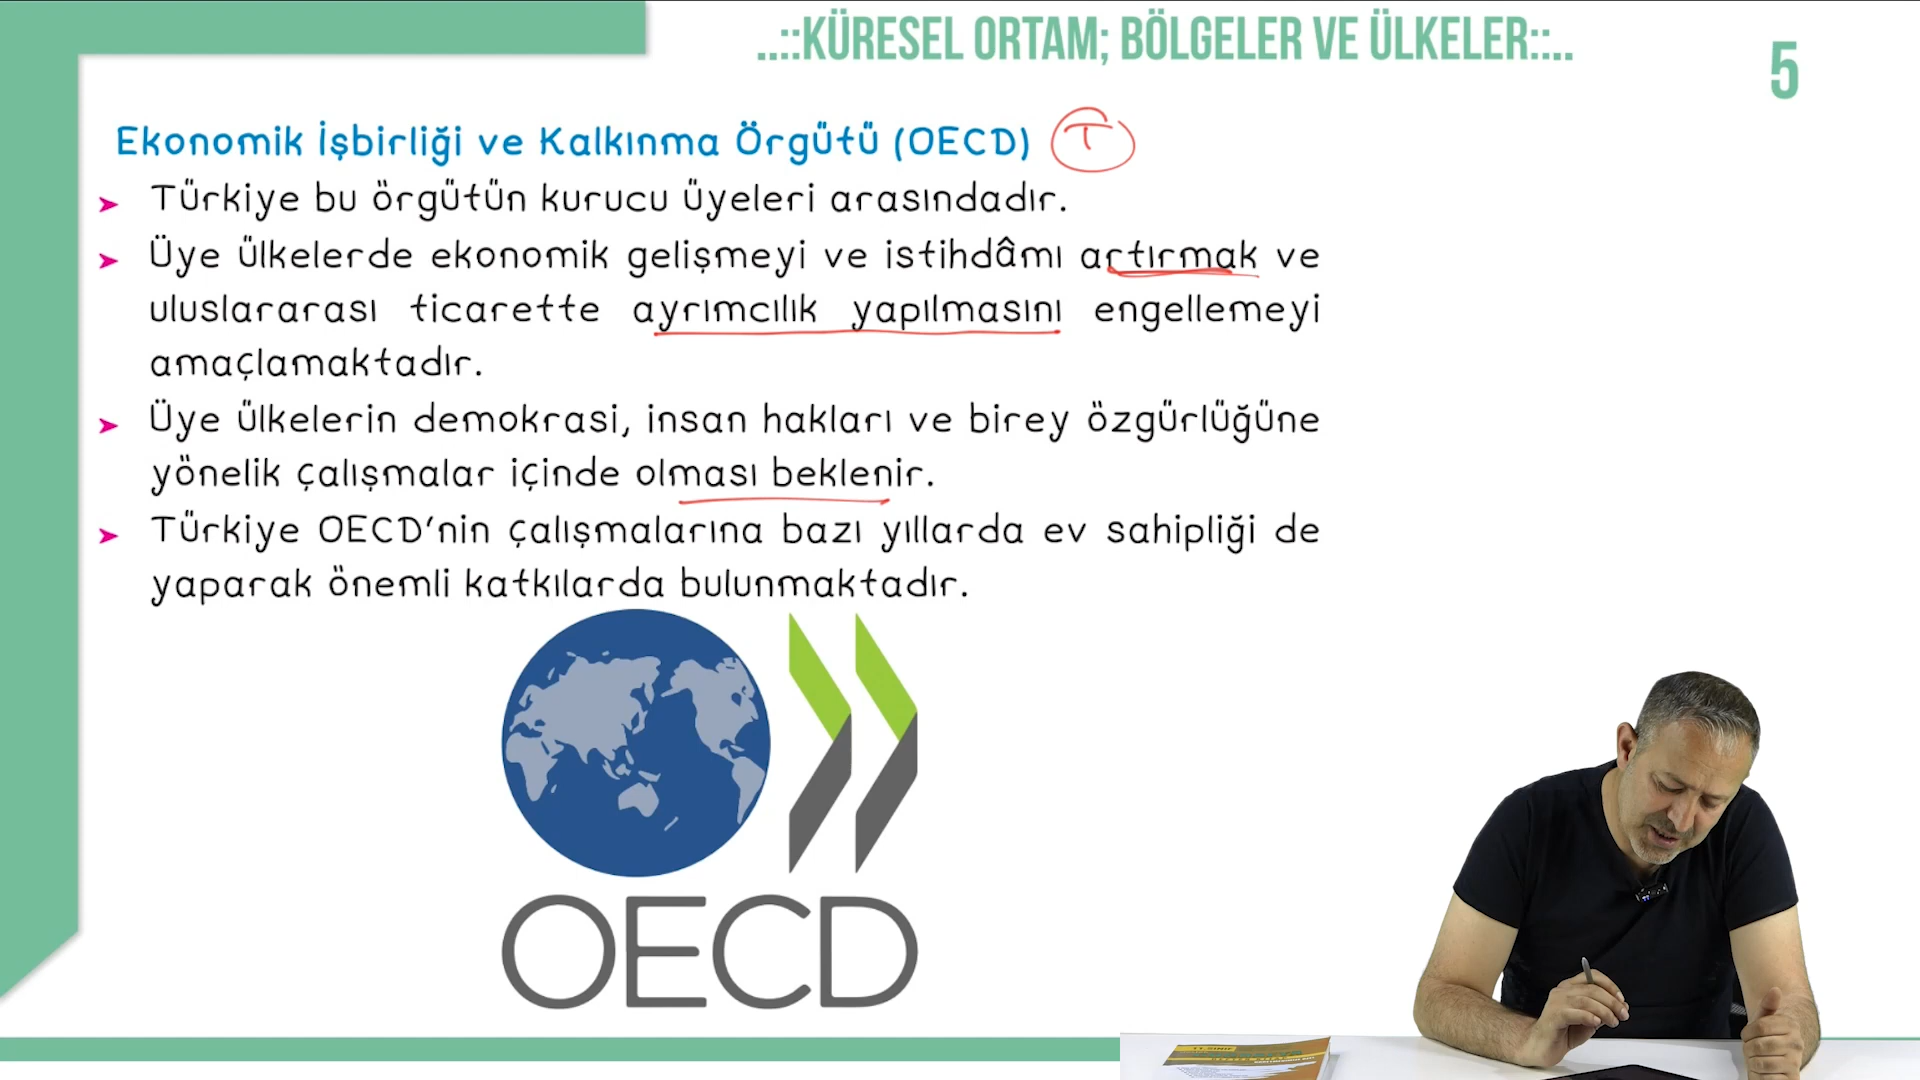 ..::KÜRESEL ORTAM; BÖLGELER VE ÜLKELER::..
5
Ekonomik İşbirliği ve Kalkınma Örgütü (OECD) T
➤ Türkiye bu örgütün kurucu üyeleri arasındadır.
➤ Üye ülkelerde ekonomik gelişmeyi ve istihdâmı artırmak ve
uluslararası ticarette ayrımcılık yapılmasını engellemeyi
amaçlamaktadır.
➤ Üye ülkelerin demokrasi, insan hakları ve birey özgürlüğüne
yönelik çalışmalar içinde olması beklenir.
➤ Türkiye OECD'nin çalışmalarına bazı yıllarda ev sahipliği de
yaparak önemli katkılarda bulunmaktadır.
OECD
11.SINIF